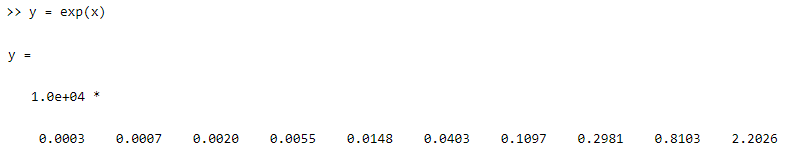 >> y = exp(x)
y =
1.0e+04 *
0.0003 0.0007 0.0020 0.0055 0.0148 0.0403 0.1097 0.2981 0.8103 2.2026